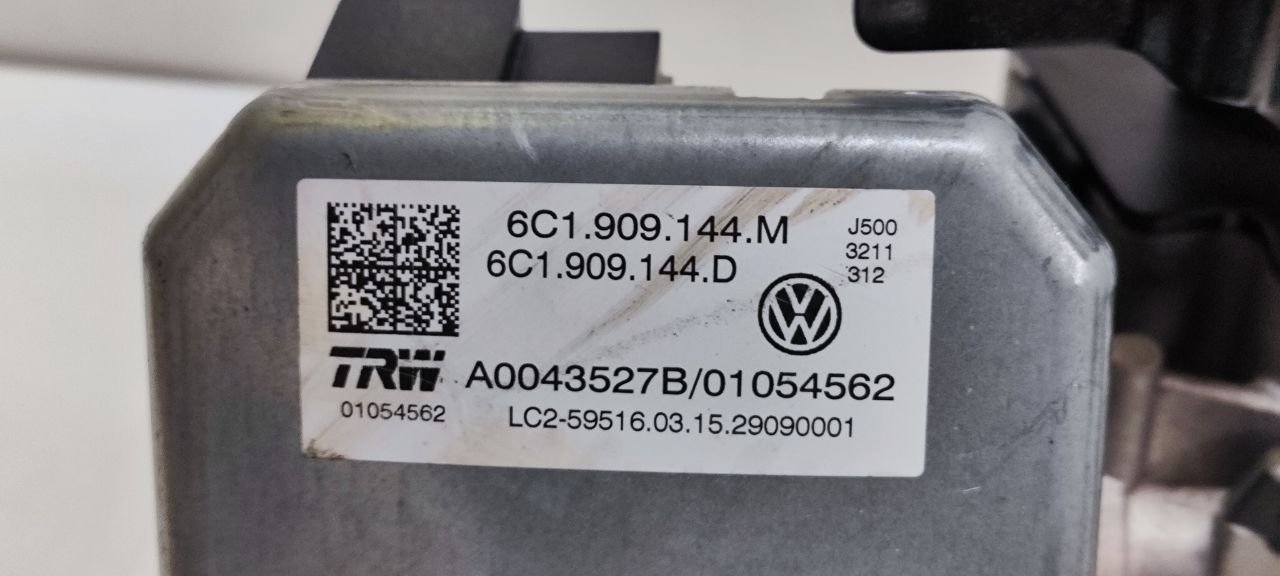 6C1.909.144.M
6C1.909.144.D
J500
3211
312
TRW
01054562
A0043527B/01054562
LC2-59516.03.15.29090001